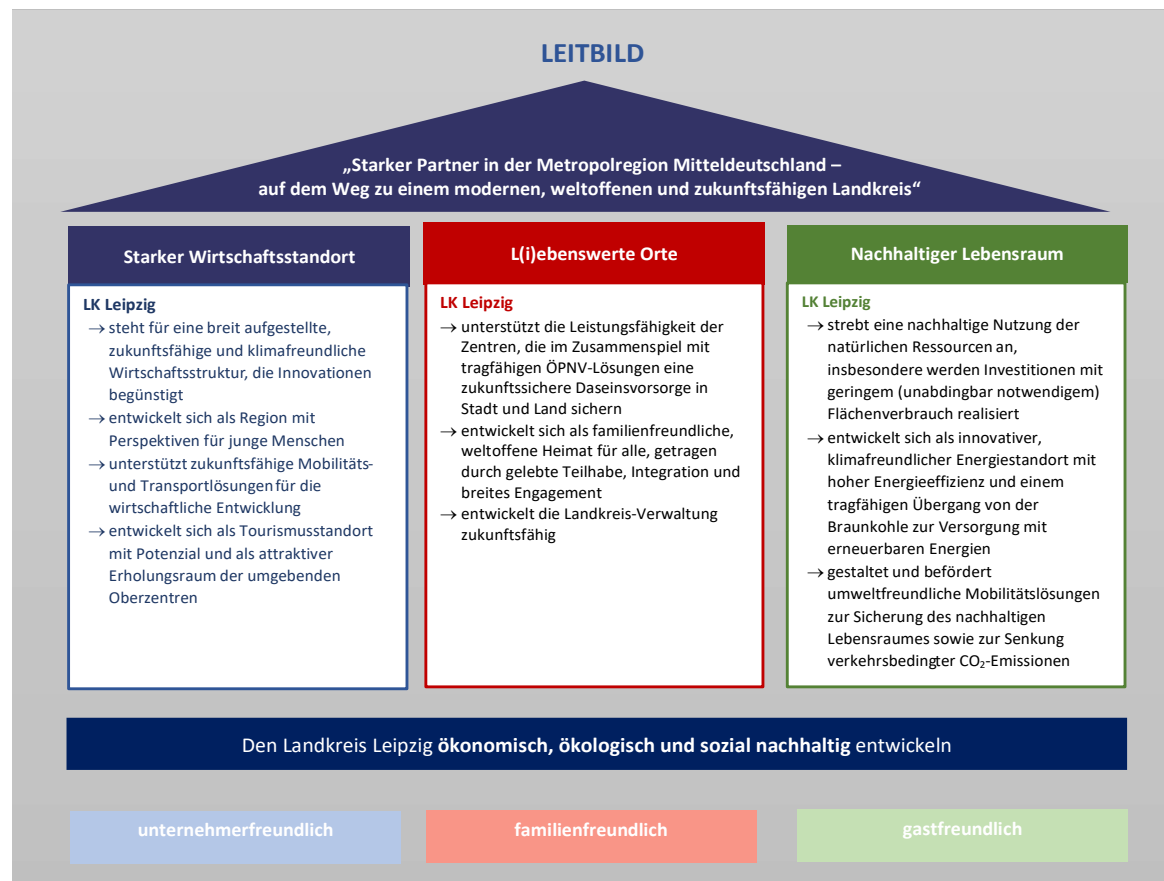 LEITBILD
„Starker Partner in der Metropolregion Mitteldeutschland –
auf dem Weg zu einem modernen, weltoffenen und zukunftsfähigen Landkreis“
Starker Wirtschaftsstandort
LK Leipzig
→ steht für eine breit aufgestellte,
zukunftsfähige und klimafreundliche
Wirtschaftsstruktur, die Innovationen
begünstigt
→ entwickelt sich als Region mit
Perspektiven für junge Menschen
→ unterstützt zukunftsfähige Mobilitäts-
und Transportlösungen für die
wirtschaftliche Entwicklung
→ entwickelt sich als Tourismusstandort
mit Potenzial und als attraktiver
Erholungsraum der umgebenden
Oberzentren
L(i)ebenswerte Orte
LK Leipzig
→ unterstützt die Leistungsfähigkeit der
Zentren, die im Zusammenspiel mit
tragfähigen ÖPNV-Lösungen eine
zukunftssichere Daseinsvorsorge in
Stadt und Land sichern
→ entwickelt sich als familienfreundliche,
weltoffene Heimat für alle, getragen
durch gelebte Teilhabe, Integration und
breites Engagement
→ entwickelt die Landkreis-Verwaltung
zukunftsfähig
Nachhaltiger Lebensraum
LK Leipzig
→ strebt eine nachhaltige Nutzung der
natürlichen Ressourcen an,
insbesondere werden Investitionen mit
geringem (unabdingbar notwendigem)
Flächenverbrauch realisiert
→ entwickelt sich als innovativer,
klimafreundlicher Energiestandort mit
hoher Energieeffizienz und einem
tragfähigen Übergang von der
Braunkohle zur Versorgung mit
erneuerbaren Energien
→ gestaltet und befördert
umweltfreundliche Mobilitätslösungen
zur Sicherung des nachhaltigen
Lebensraumes sowie zur Senkung
verkehrsbedingter CO₂-Emissionen
Den Landkreis Leipzig ökonomisch, ökologisch und sozial nachhaltig entwickeln
unternehmerfreundlich
familienfreundlich
gastfreundlich